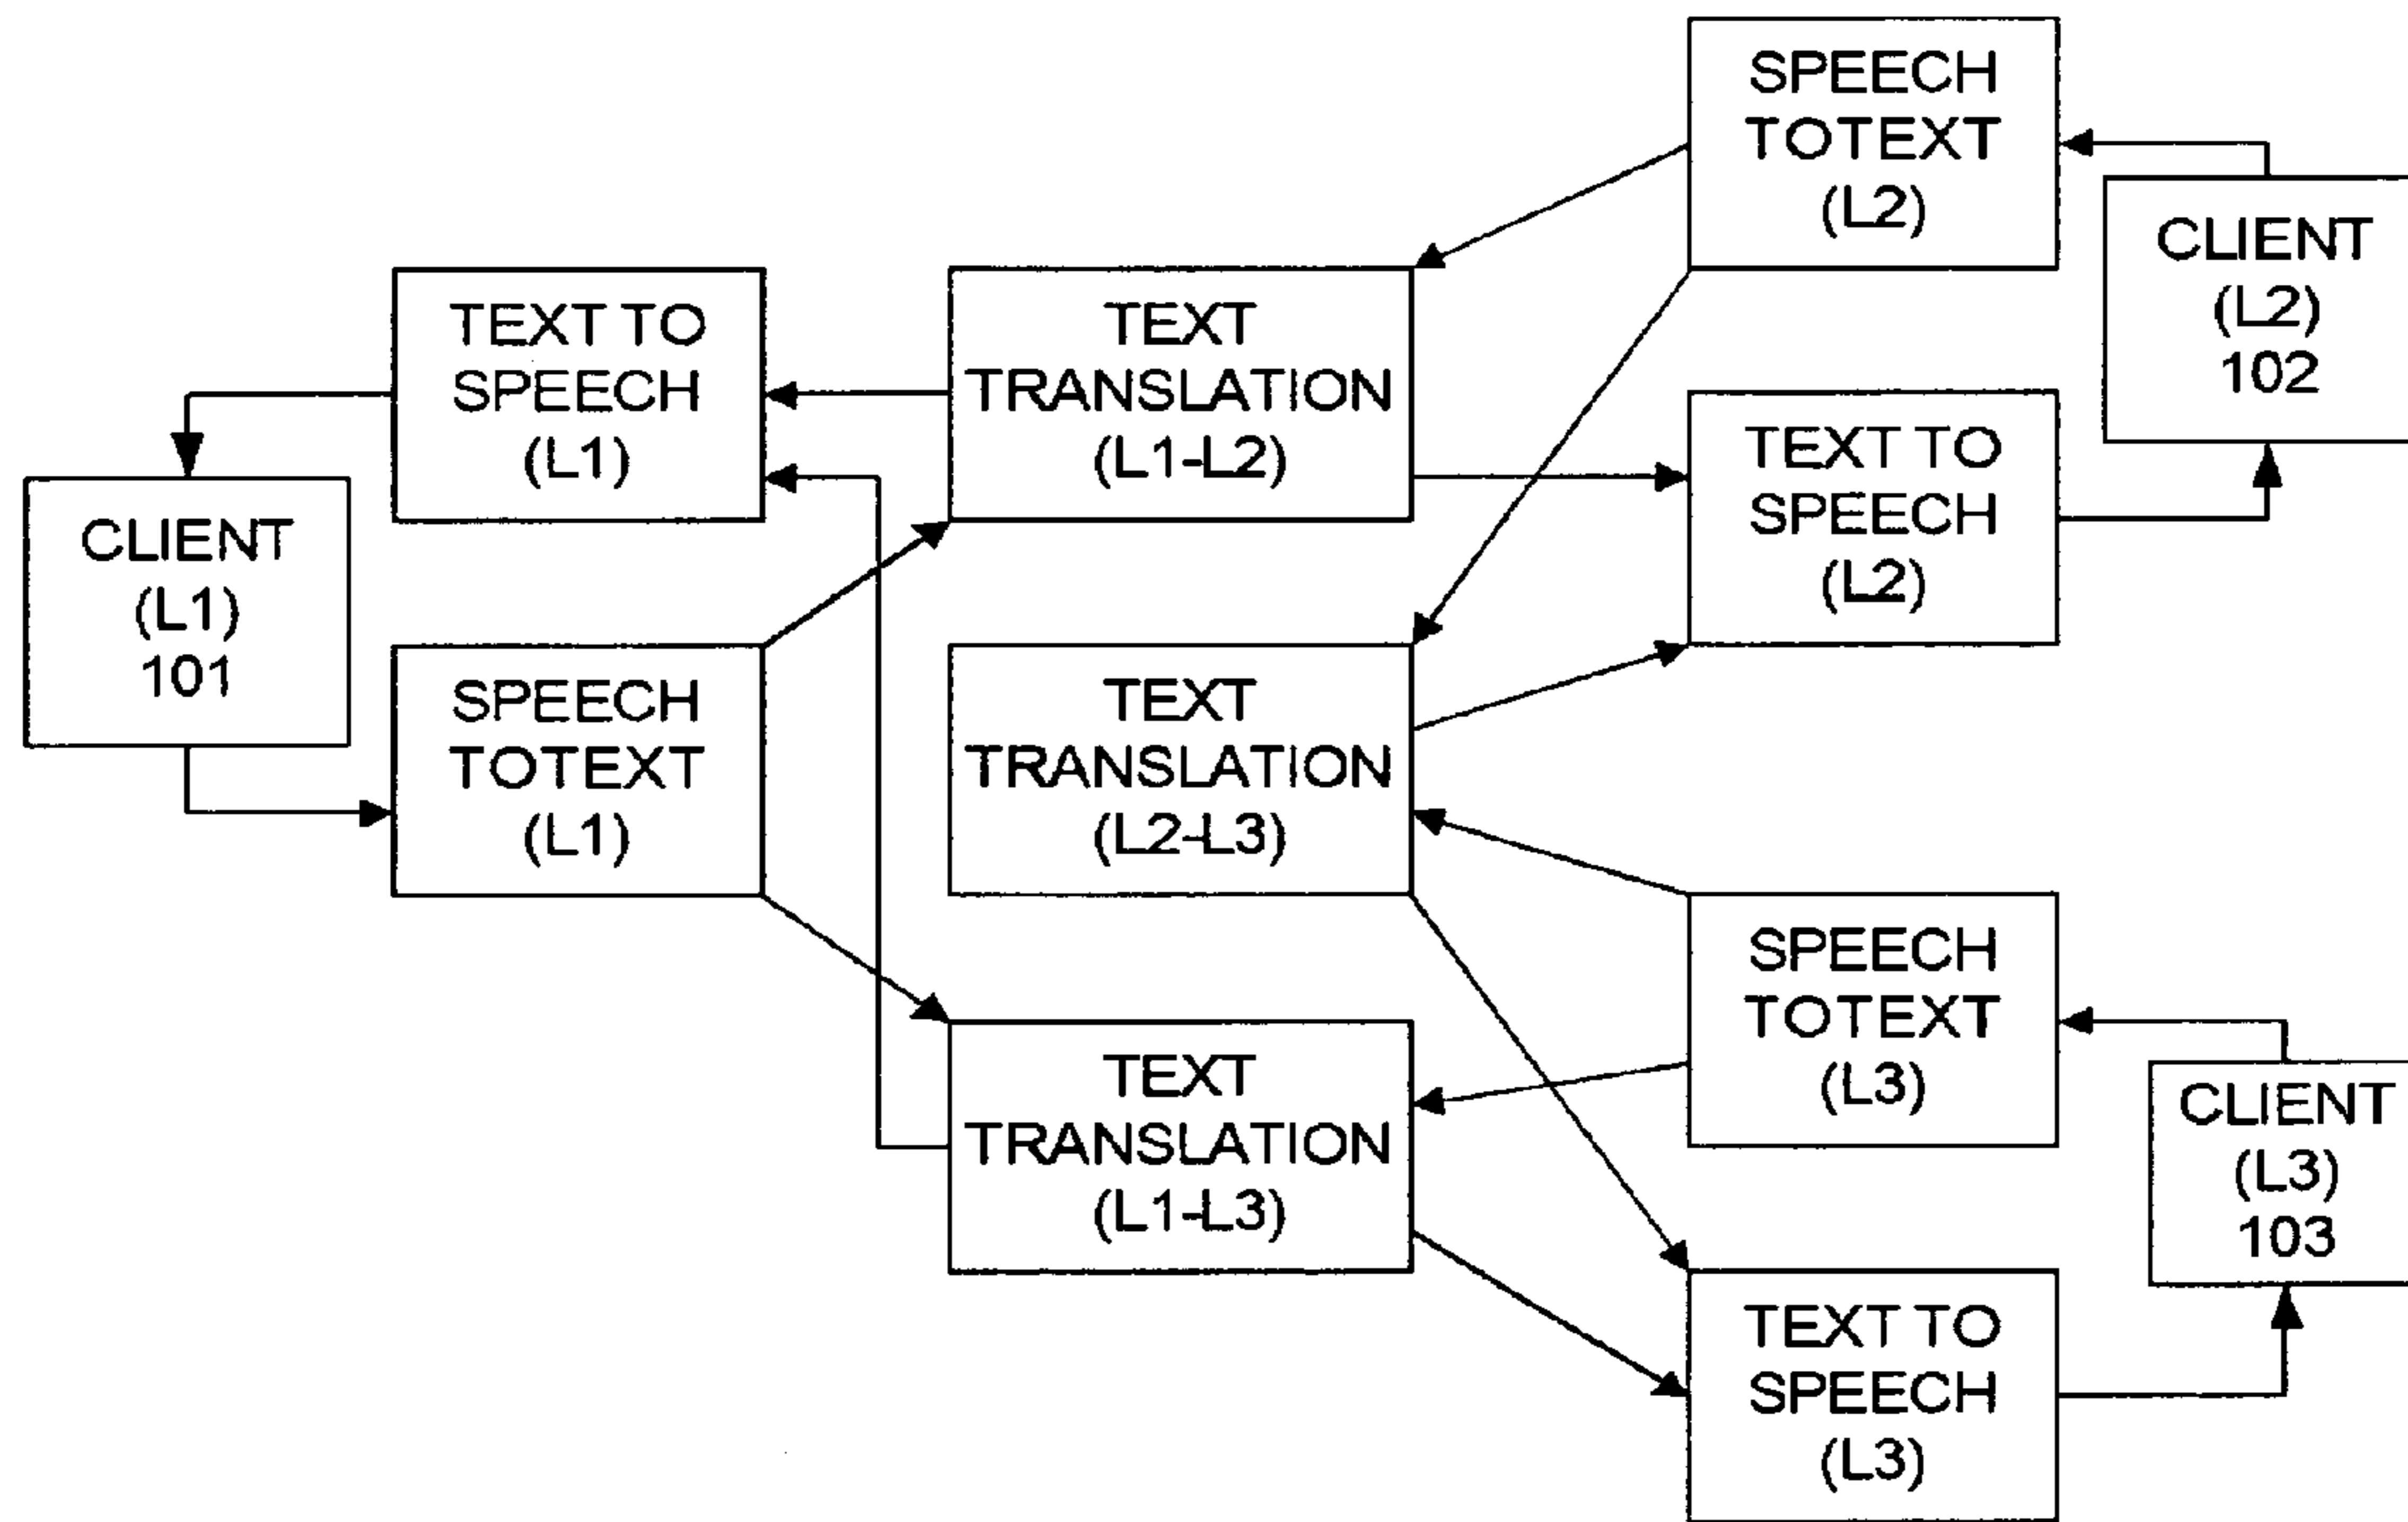 SPEECH
TOTEXT
(L2)
CLIENT
(L2)
102
TEXT TO
SPEECH
(L1)
TEXT
TRANSLATION
(L1-L2)
TEXT TO
SPEECH
(L2)
CLIENT
(L1)
101
SPEECH
TOTEXT
(L1)
TEXT
TRANSLATION
(L2-L3)
SPEECH
TOTEXT
(L3)
CLIENT
(L3)
103
TEXT
TRANSLATION
(L1-L3)
TEXT TO
SPEECH
(L3)